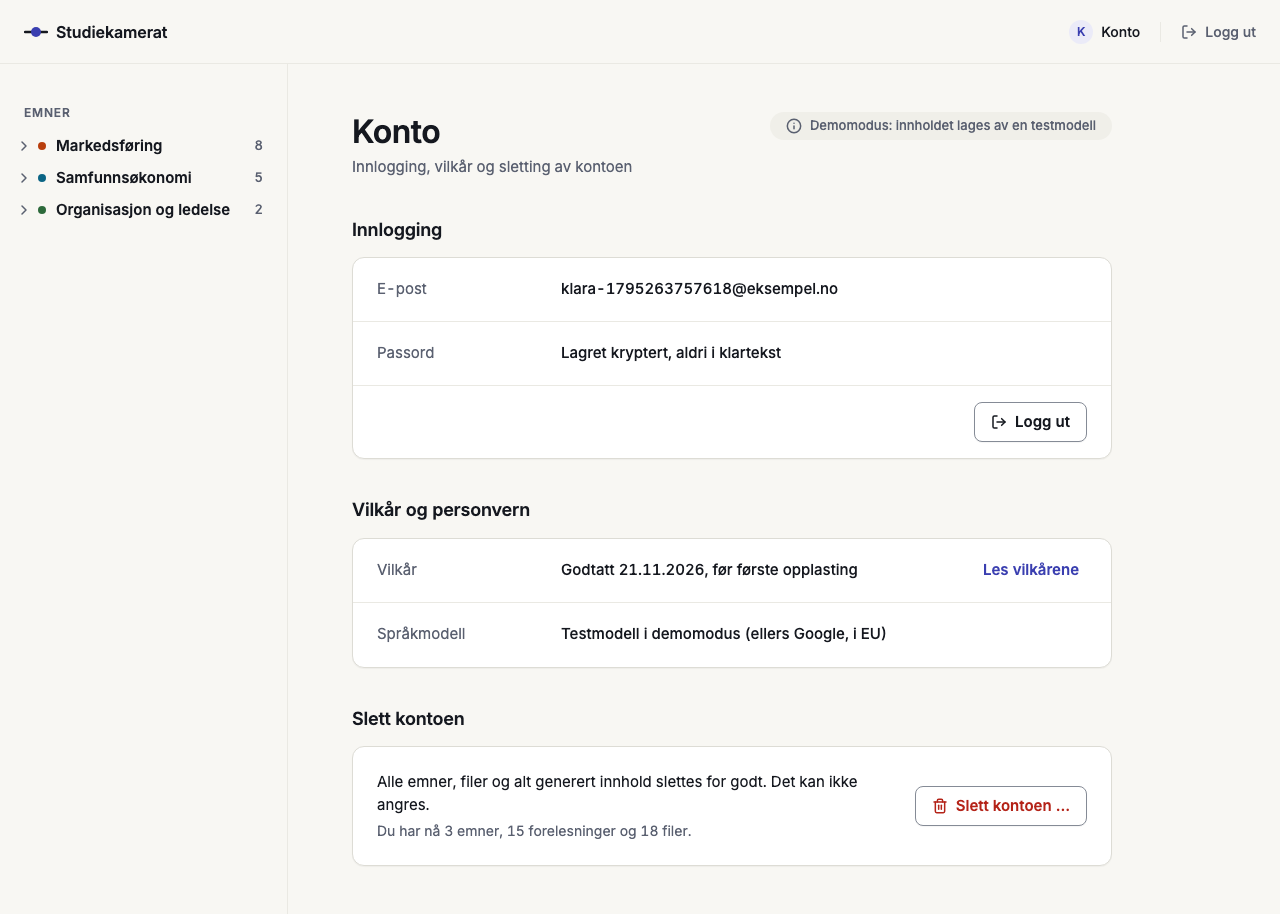 Studiekamerat
K Konto
Logg ut
EMNER
Markedsføring 8
Samfunnsøkonomi 5
Organisasjon og ledelse 2
Konto
Demomodus: innholdet lages av en testmodell
Innlogging, vilkår og sletting av kontoen
Innlogging
E-post klara-1795263757618@eksempel.no
Passord Lagret kryptert, aldri i klartekst
Logg ut
Vilkår og personvern
Vilkår Godtatt 21.11.2026, før første opplasting Les vilkårene
Språkmodell Testmodell i demomodus (ellers Google, i EU)
Slett kontoen
Alle emner, filer og alt generert innhold slettes for godt. Det kan ikke
angres.
Du har nå 3 emner, 15 forelesninger og 18 filer.
Slett kontoen ...